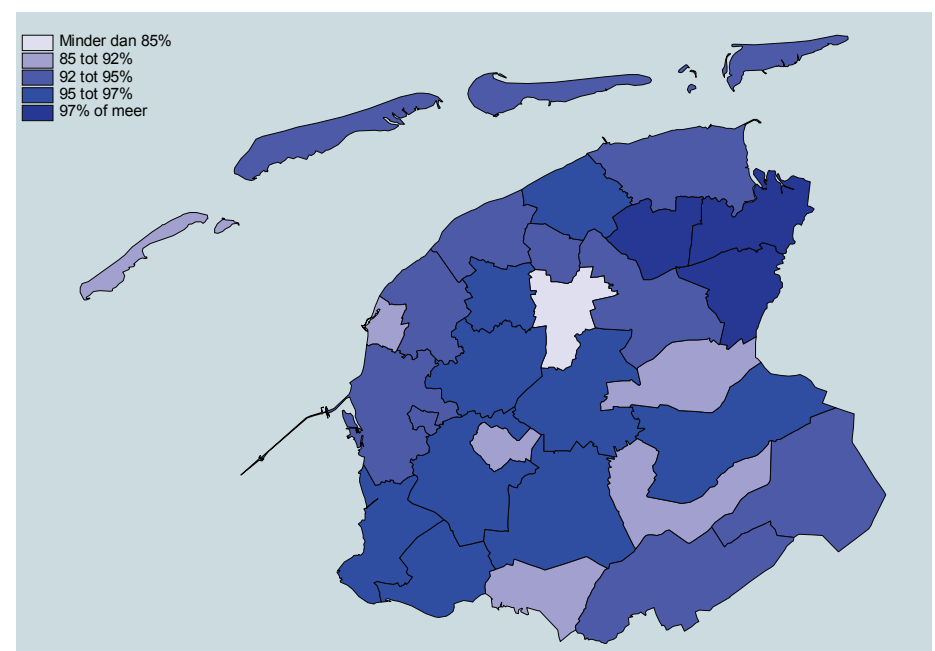 Minder dan 85%
85 tot 92%
92 tot 95%
95 tot 97%
97% of meer